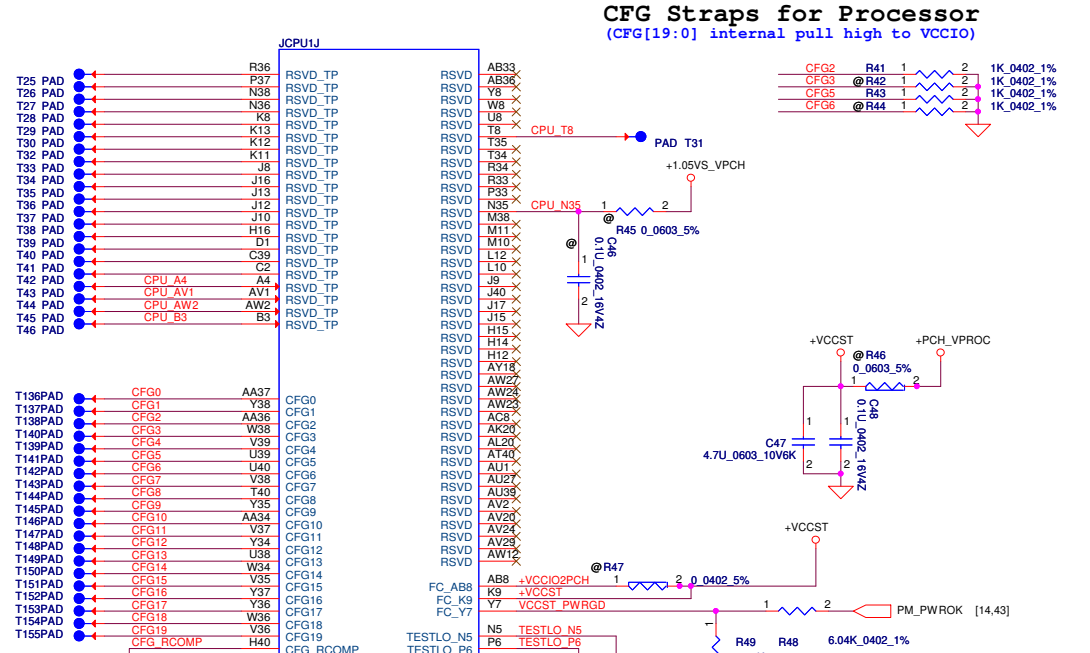 CFG Straps for Processor
(CFG[19:0] internal pull high to VCCIO)
JCPU1J
T25 PAD R36 RSVD_TP
T26 PAD P37 RSVD_TP
T27 PAD N38 RSVD_TP
T28 PAD N36 RSVD_TP
T29 PAD K8 RSVD_TP
T30 PAD K13 RSVD_TP
T32 PAD K12 RSVD_TP
T33 PAD K11 RSVD_TP
T34 PAD J8 RSVD_TP
T35 PAD J16 RSVD_TP
T36 PAD J13 RSVD_TP
T37 PAD J12 RSVD_TP
T38 PAD J10 RSVD_TP
T39 PAD H16 RSVD_TP
T40 PAD D1 RSVD_TP
T41 PAD C39 RSVD_TP
T42 PAD C2 RSVD_TP
T43 PAD CPU_A4 A4 RSVD_TP
T44 PAD CPU_AV1 AV1 RSVD_TP
T45 PAD CPU_AW2 AW2 RSVD_TP
T46 PAD CPU_B3 B3 RSVD_TP
T136PAD CFG0 AA37 CFG0
T137PAD CFG1 Y38 CFG1
T138PAD CFG2 AA36 CFG2
T140PAD CFG3 W38 CFG3
T139PAD CFG4 V39 CFG4
T141PAD CFG5 U39 CFG5
T142PAD CFG6 U40 CFG6
T143PAD CFG7 V38 CFG7
T144PAD CFG8 T40 CFG8
T145PAD CFG9 Y35 CFG9
T146PAD CFG10 AA34 CFG10
T147PAD CFG11 V37 CFG11
T148PAD CFG12 Y34 CFG12
T149PAD CFG13 U38 CFG13
T150PAD CFG14 W34 CFG14
T151PAD CFG15 V35 CFG15
T152PAD CFG16 Y37 CFG16
T153PAD CFG17 Y36 CFG17
T154PAD CFG18 W36 CFG18
T155PAD CFG19 V36 CFG19
CFG_RCOMP H40 CFG_RCOMP
RSVD AB33
RSVD AB36
RSVD Y8
RSVD W8
RSVD U8
RSVD T8 CPU_T8 PAD T31
RSVD T35
RSVD T34
RSVD R34
RSVD R33
RSVD P33
RSVD N35 CPU_N35
RSVD M38
RSVD M11
RSVD M10
RSVD L12
RSVD L10
RSVD J9
RSVD J40
RSVD J17
RSVD J15
RSVD H15
RSVD H14
RSVD H12
RSVD AY18
RSVD AW27
RSVD AW24
RSVD AW23
RSVD AC8
RSVD AK20
RSVD AL20
RSVD AT40
RSVD AU1
RSVD AU27
RSVD AU39
RSVD AV2
RSVD AV20
RSVD AV24
RSVD AV29
RSVD AW12
FC_AB8 AB8 +VCCIO2PCH
FC_K9 K9 +VCCST
FC_Y7 Y7 VCCST_PWRGD
TESTLO_N5 N5 TESTLO_N5
TESTLO_P6 P6 TESTLO_P6
CFG2 R41 1 2 1K_0402_1%
CFG3 @ R42 1 2 1K_0402_1%
CFG5 R43 1 2 1K_0402_1%
CFG6 @ R44 1 2 1K_0402_1%
+1.05VS_VPCH
1 2
@
R45 0_0603_5%
@
1
2
C46
0.1U_0402_16V4Z
+VCCST
+PCH_VPROC
@ R46
0_0603_5%
1 2
1 1
C47
4.7U_0603_10V6K
2 2
C48
0.1U_0402_16V4Z
+VCCST
@ R47
1 2 0_0402_5%
1 2
PM_PWROK [14,43]
1
R49 R48 6.04K_0402_1%